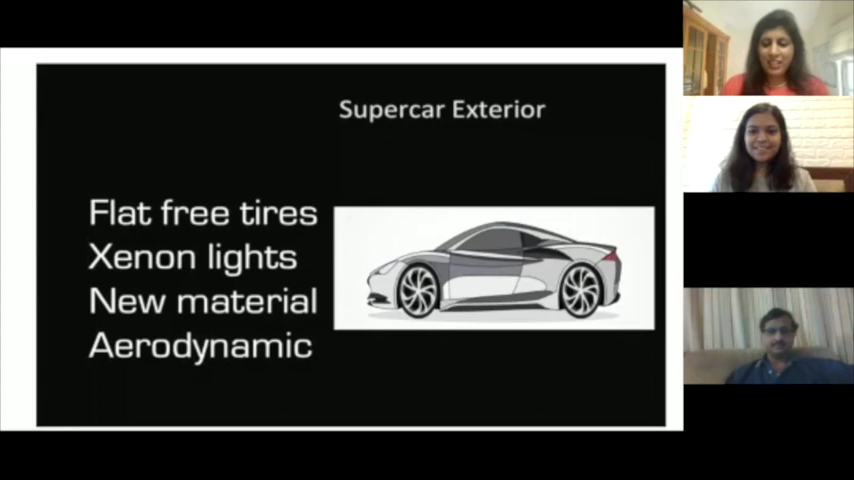 Supercar Exterior
Flat free tires
Xenon lights
New material
Aerodynamic